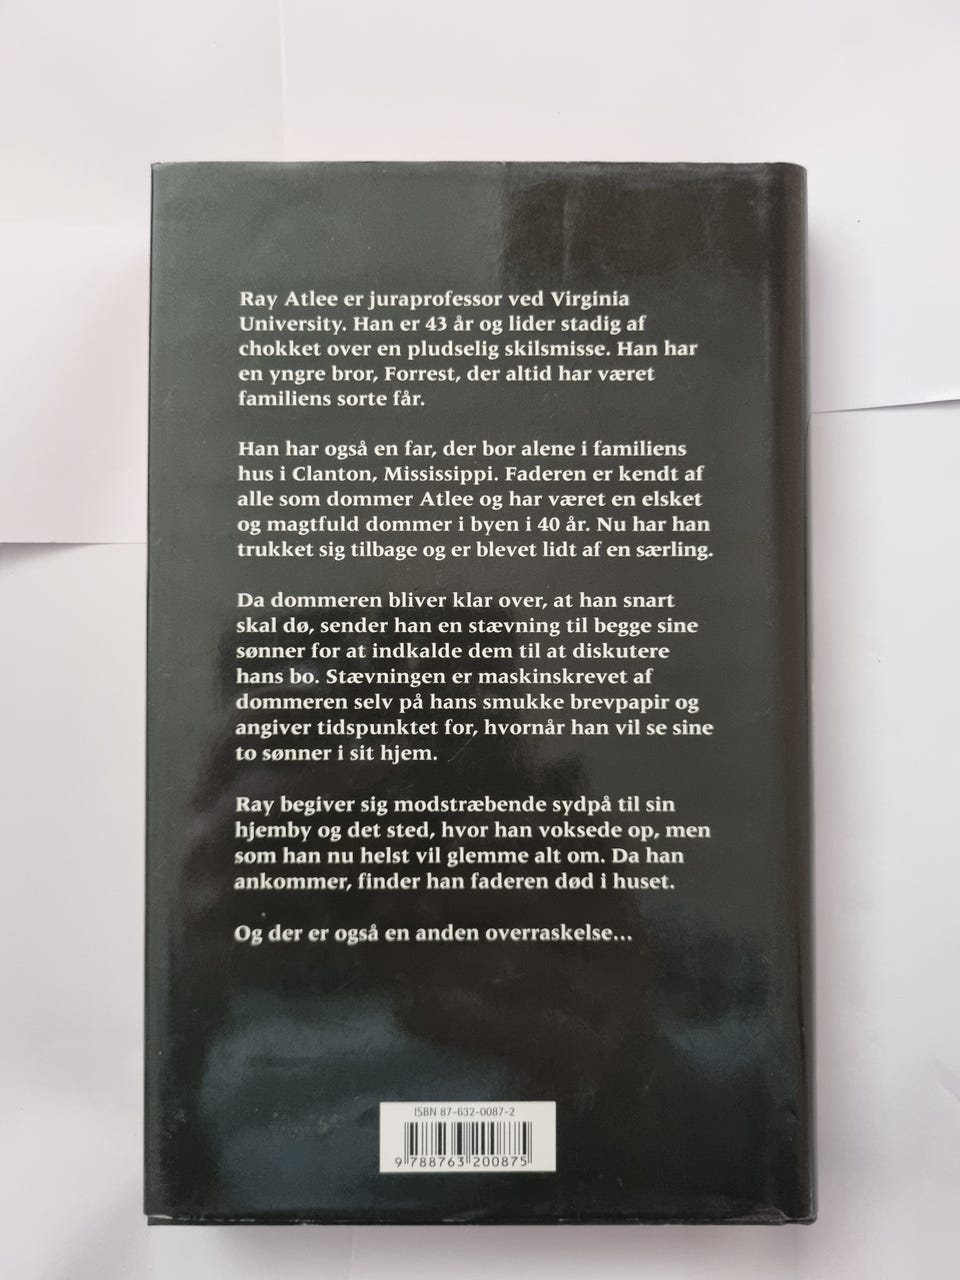 Ray Atlee er juraprofessor ved Virginia
University. Han er 43 år og lider stadig af
chokket over en pludselig skilsmisse. Han har
en yngre bror, Forrest, der altid har været
familiens sorte får.
Han har også en far, der bor alene i familiens
hus i Clanton, Mississippi. Faderen er kendt af
alle som dommer Atlee og har været en elsket
og magtfuld dommer i byen i 40 år. Nu har han
trukket sig tilbage og er blevet lidt af en særling.
Da dommeren bliver klar over, at han snart
skal dø, sender han en stævning til begge sine
sønner for at indkalde dem til at diskutere
hans bo. Stævningen er maskinskrevet af
dommeren selv på hans smukke brevpapir og
angiver tidspunktet for, hvornår han vil se sine
to sønner i sit hjem.
Ray begiver sig modstræbende sydpå til sin
hjemby og det sted, hvor han voksede op, men
som han nu helst vil glemme alt om. Da han
ankommer, finder han faderen død i huset.
Og der er også en anden overraskelse...
ISBN 87-632-0087-2
9 788763 200875